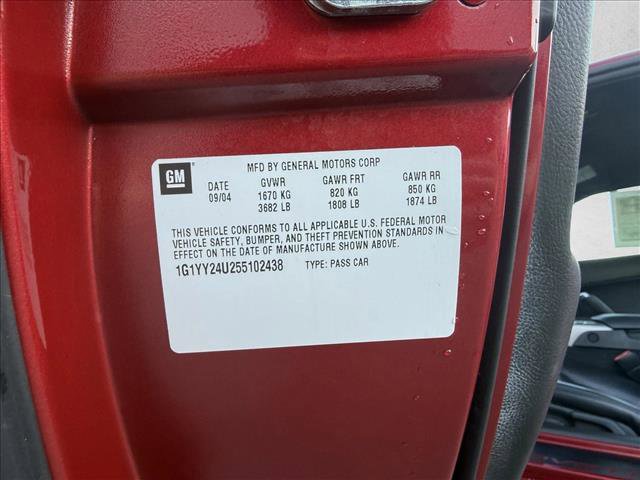 GM
MFD BY GENERAL MOTORS CORP
DATE GVWR GAWR FRT GAWR RR
09/04 1670 KG 820 KG 850 KG
3682 LB 1808 LB 1874 LB
THIS VEHICLE CONFORMS TO ALL APPLICABLE U.S. FEDERAL MOTOR
VEHICLE SAFETY, BUMPER, AND THEFT PREVENTION STANDARDS IN
EFFECT ON THE DATE OF MANUFACTURE SHOWN ABOVE.
1G1YY24U255102438 TYPE: PASS CAR